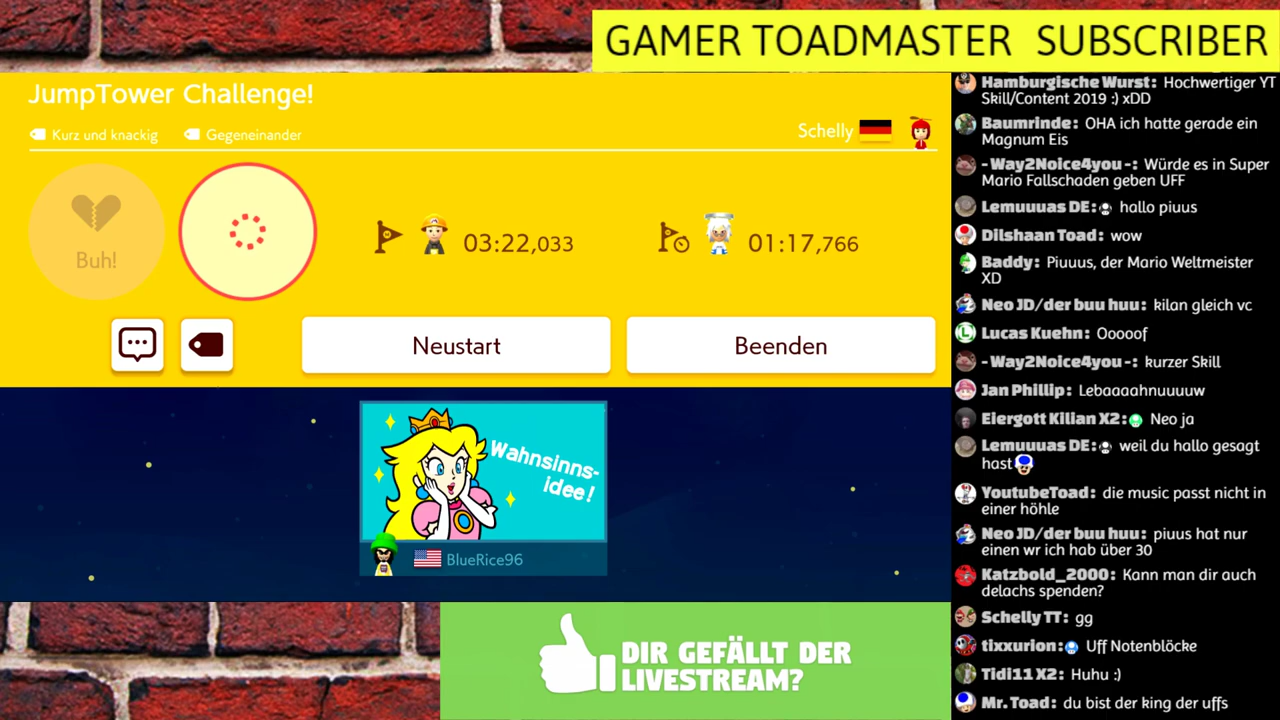 GAMER TOADMASTER SUBSCRIBER
JumpTower Challenge!
Kurz und knackig
Gegeneinander
Schelly
Buh!
03:22,033
01:17,766
Neustart
Beenden
Wahnsinns-
idee!
BlueRice96
DIR GEFÄLLT DER
LIVESTREAM?
Hamburgische Wurst: Hochwertiger YT
Skill/Content 2019 :) xDD
Baumrinde: OHA ich hatte gerade ein
Magnum Eis
- Way2Noice4you -: Würde es in Super
Mario Fallschaden geben UFF
Lemuuuas DE: hallo piuus
Dilshaan Toad: wow
Baddy: Piuuus, der Mario Weltmeister
XD
Neo JD/der buu huu: kilan gleich vc
Lucas Kuehn: Ooooof
- Way2Noice4you -: kurzer Skill
Jan Phillip: Lebaaaahnuuuuw
Eiergott Kilian X2: Neo ja
Lemuuuas DE: weil du hallo gesagt
hast
YoutubeToad: die music passt nicht in
einer höhle
Neo JD/der buu huu: piuus hat nur
einen wr ich hab über 30
Katzbold_2000: Kann man dir auch
delachs spenden?
Schelly TT: gg
tixxurion: Uff Notenblöcke
Tidi11 X2: Huhu :)
Mr. Toad: du bist der king der uffs